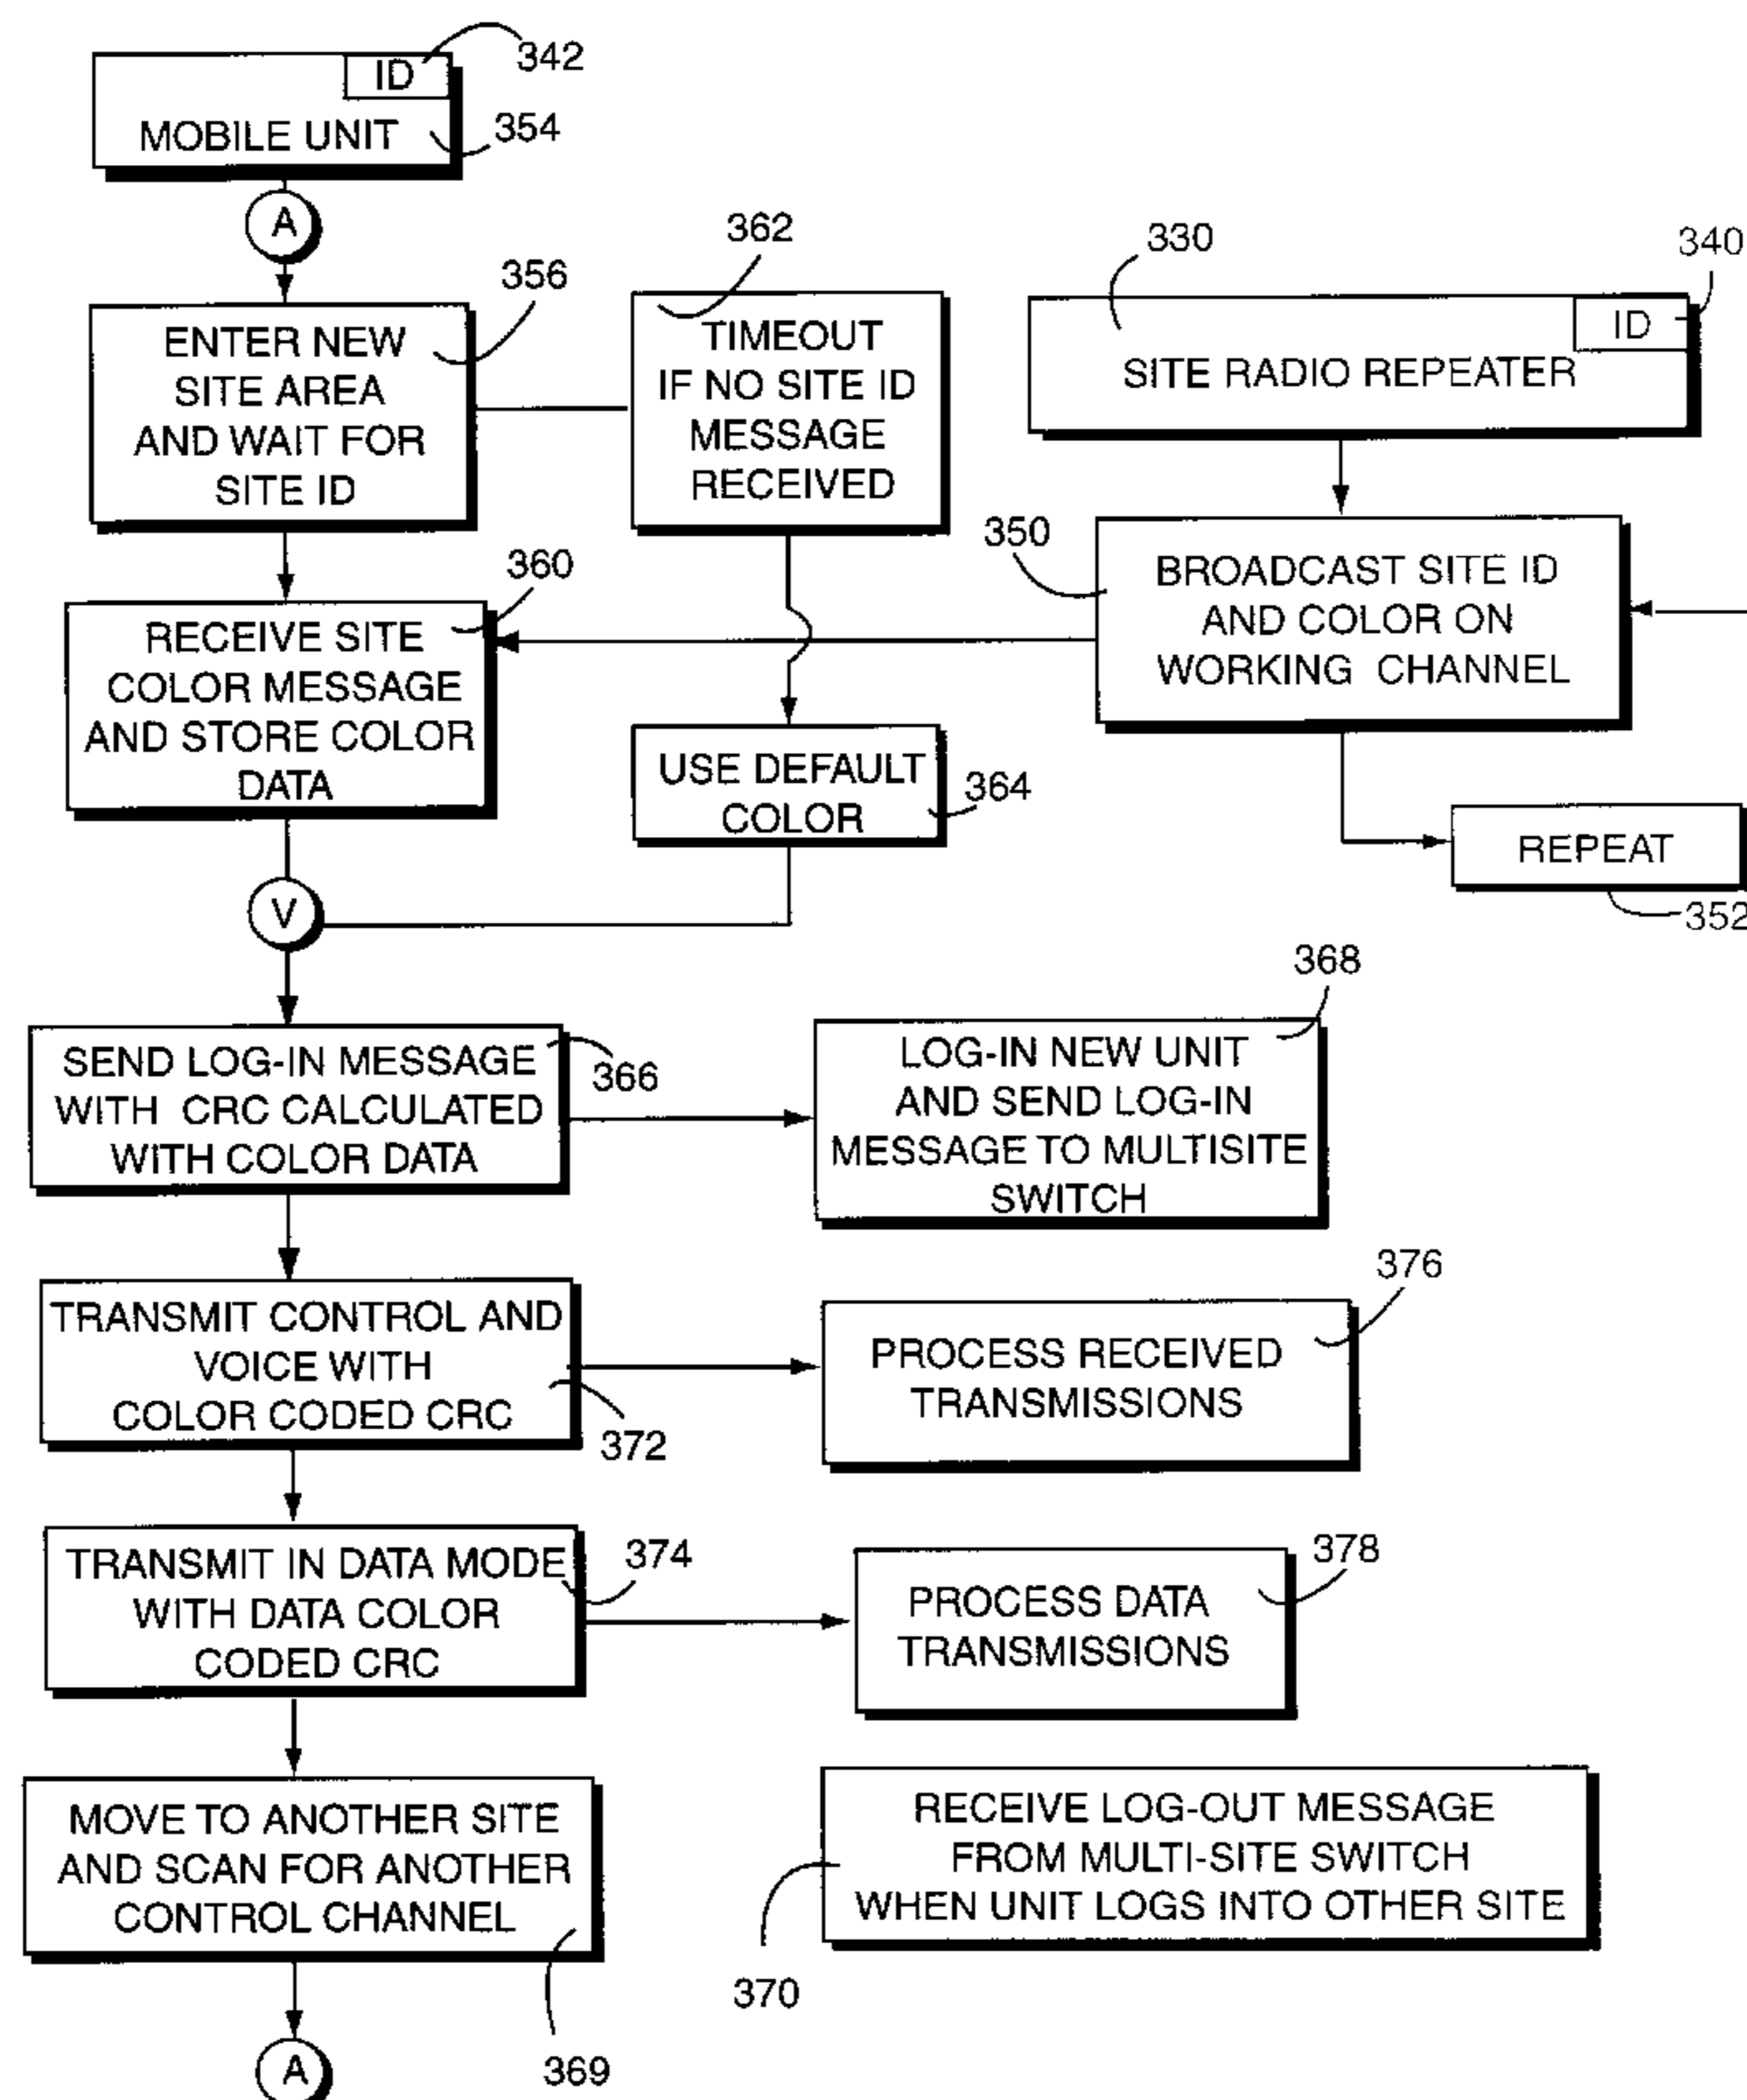 ID
342
MOBILE UNIT
354
A
356
ENTER NEW
SITE AREA
AND WAIT FOR
SITE ID
362
TIMEOUT
IF NO SITE ID
MESSAGE
RECEIVED
330
340
ID
SITE RADIO REPEATER
350
BROADCAST SITE ID
AND COLOR ON
WORKING CHANNEL
360
RECEIVE SITE
COLOR MESSAGE
AND STORE COLOR
DATA
USE DEFAULT
COLOR
364
REPEAT
352
V
366
SEND LOG-IN MESSAGE
WITH CRC CALCULATED
WITH COLOR DATA
368
LOG-IN NEW UNIT
AND SEND LOG-IN
MESSAGE TO MULTISITE
SWITCH
TRANSMIT CONTROL AND
VOICE WITH
COLOR CODED CRC
372
376
PROCESS RECEIVED
TRANSMISSIONS
TRANSMIT IN DATA MODE
WITH DATA COLOR
CODED CRC
374
378
PROCESS DATA
TRANSMISSIONS
MOVE TO ANOTHER SITE
AND SCAN FOR ANOTHER
CONTROL CHANNEL
369
RECEIVE LOG-OUT MESSAGE
FROM MULTI-SITE SWITCH
WHEN UNIT LOGS INTO OTHER SITE
370
A